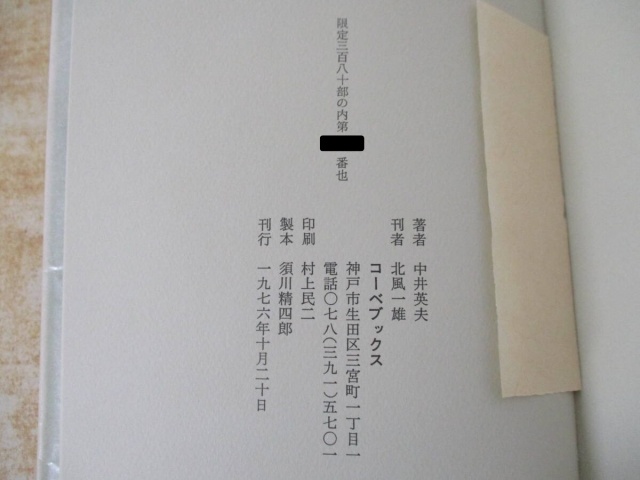 限定三百八十部の内第 番也
著者 中井英夫
刊者 北風一雄
コーベブックス
神戸市生田区三宮町一丁目一
電話〇七八(三九一)五七〇一
印刷 村上民二
製本 須川精四郎
刊行 一九七六年十月二十日